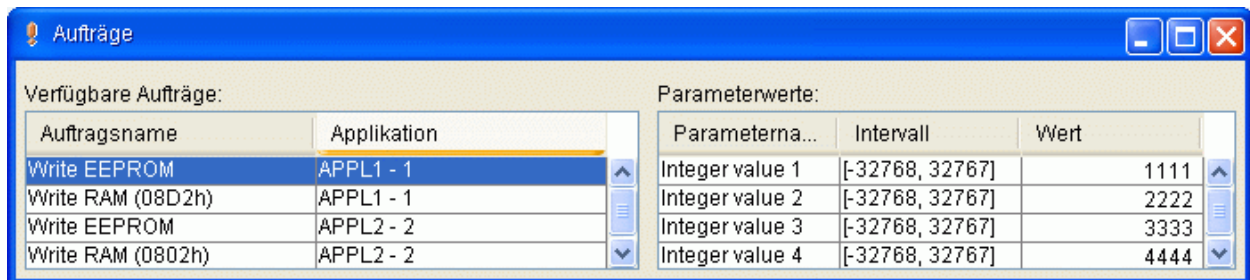 Aufträge
Verfügbare Aufträge: Parameterwerte:
Auftragsname Applikation Parameterna... Intervall Wert
Write EEPROM APPL1 - 1 Integer value 1 [-32768, 32767] 1111
Write RAM (08D2h) APPL1 - 1 Integer value 2 [-32768, 32767] 2222
Write EEPROM APPL2 - 2 Integer value 3 [-32768, 32767] 3333
Write RAM (0802h) APPL2 - 2 Integer value 4 [-32768, 32767] 4444